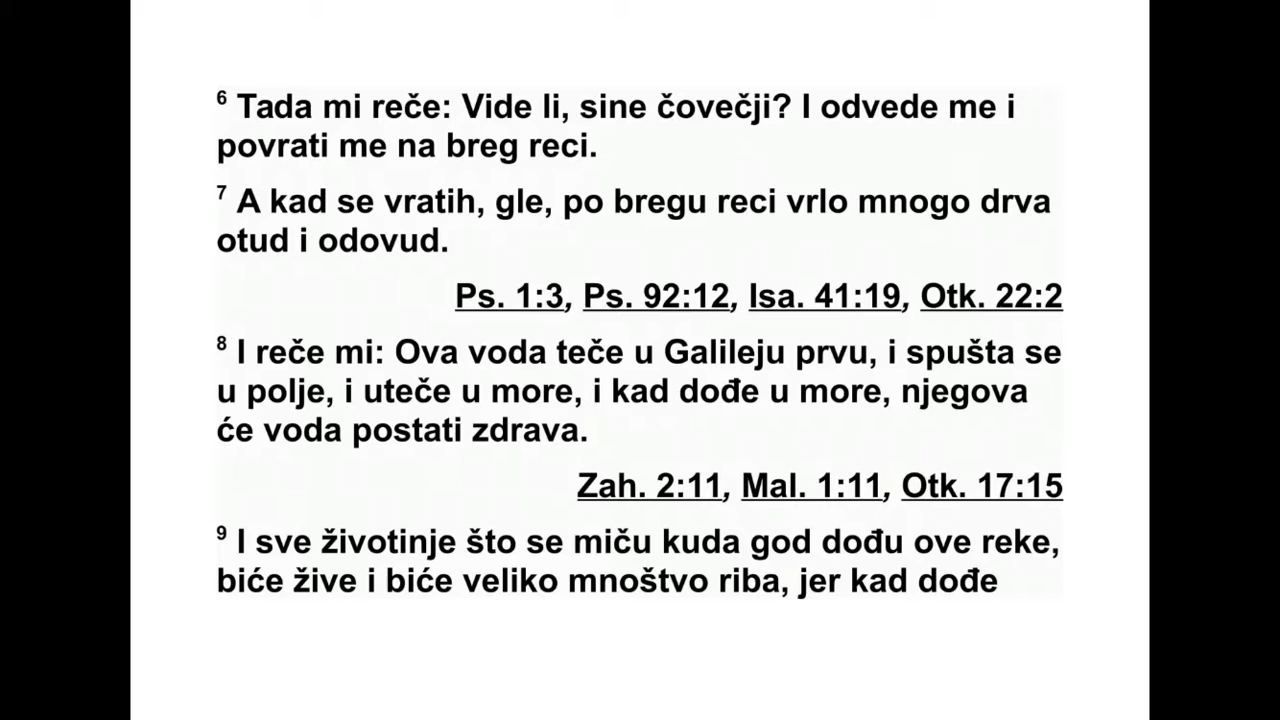 6 Tada mi reče: Vide li, sine čovečji? I odvede me i
povrati me na breg reci.
7 A kad se vratih, gle, po bregu reci vrlo mnogo drva
otud i odovud.
Ps. 1:3, Ps. 92:12, Isa. 41:19, Otk. 22:2
8 I reče mi: Ova voda teče u Galileju prvu, i spušta se
u polje, i uteče u more, i kad dođe u more, njegova
će voda postati zdrava.
Zah. 2:11, Mal. 1:11, Otk. 17:15
9 I sve životinje što se miču kuda god dođu ove reke,
biće žive i biće veliko mnoštvo riba, jer kad dođe